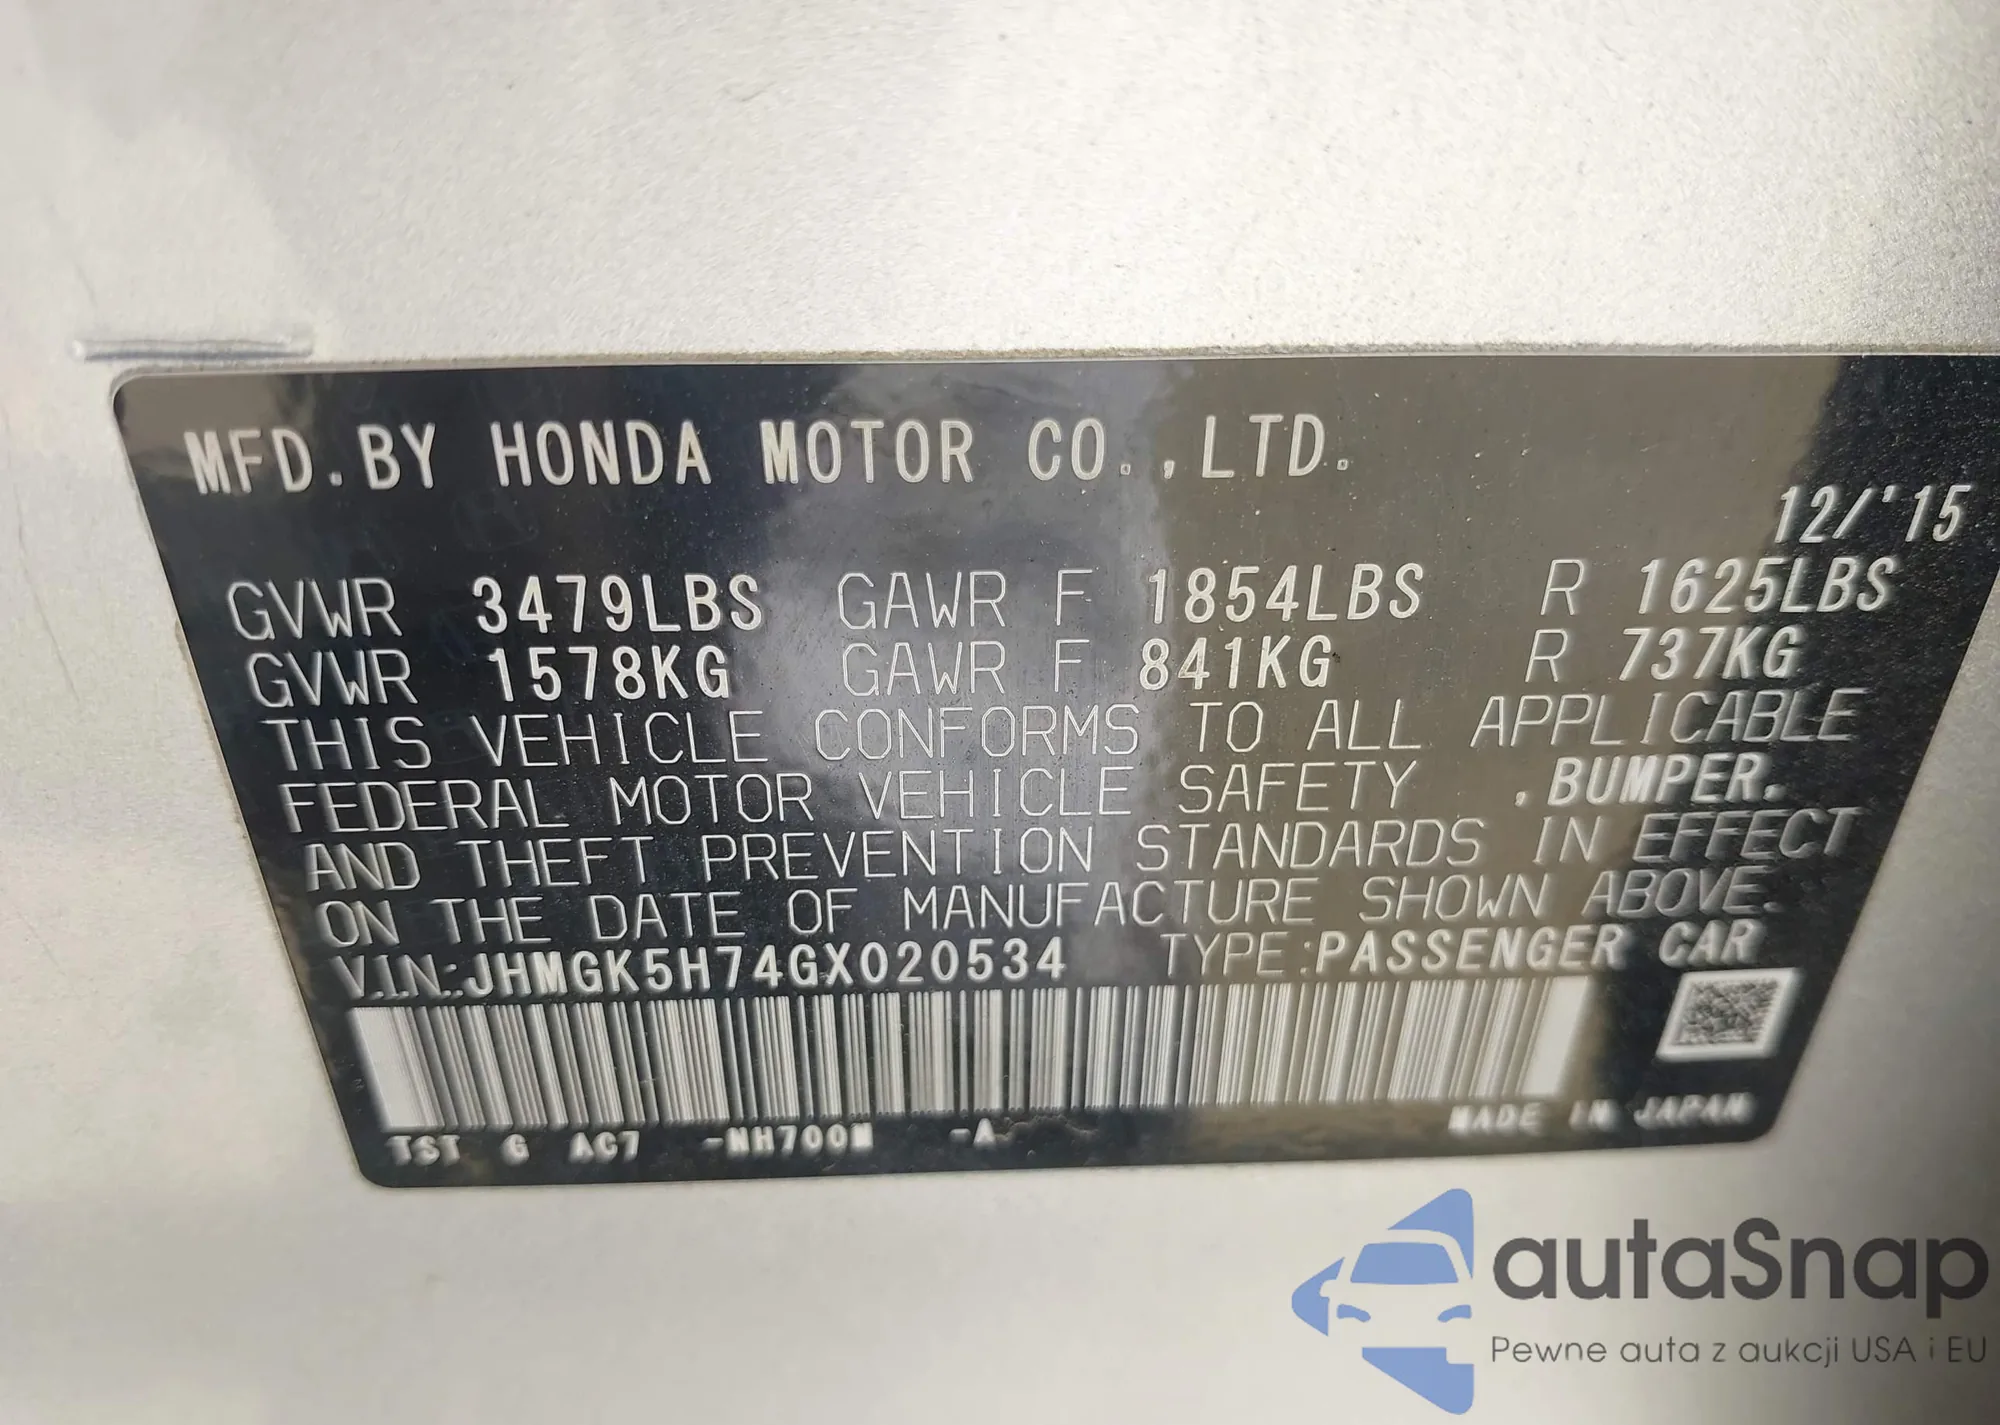 MFD.BY HONDA MOTOR CO.,LTD.
12/'15
GVWR 3479LBS GAWR F 1854LBS R 1625LBS
GVWR 1578KG GAWR F 841KG R 737KG
THIS VEHICLE CONFORMS TO ALL APPLICABLE
FEDERAL MOTOR VEHICLE SAFETY ,BUMPER.
AND THEFT PREVENTION STANDARDS IN EFFECT
ON THE DATE OF MANUFACTURE SHOWN ABOVE.
VIN:JHMGK5H74GX020534 TYPE:PASSENGER CAR
TST G AC7 -NH700M -A MADE IN JAPAN
autaSnap
Pewne auta z aukcji USA i EU